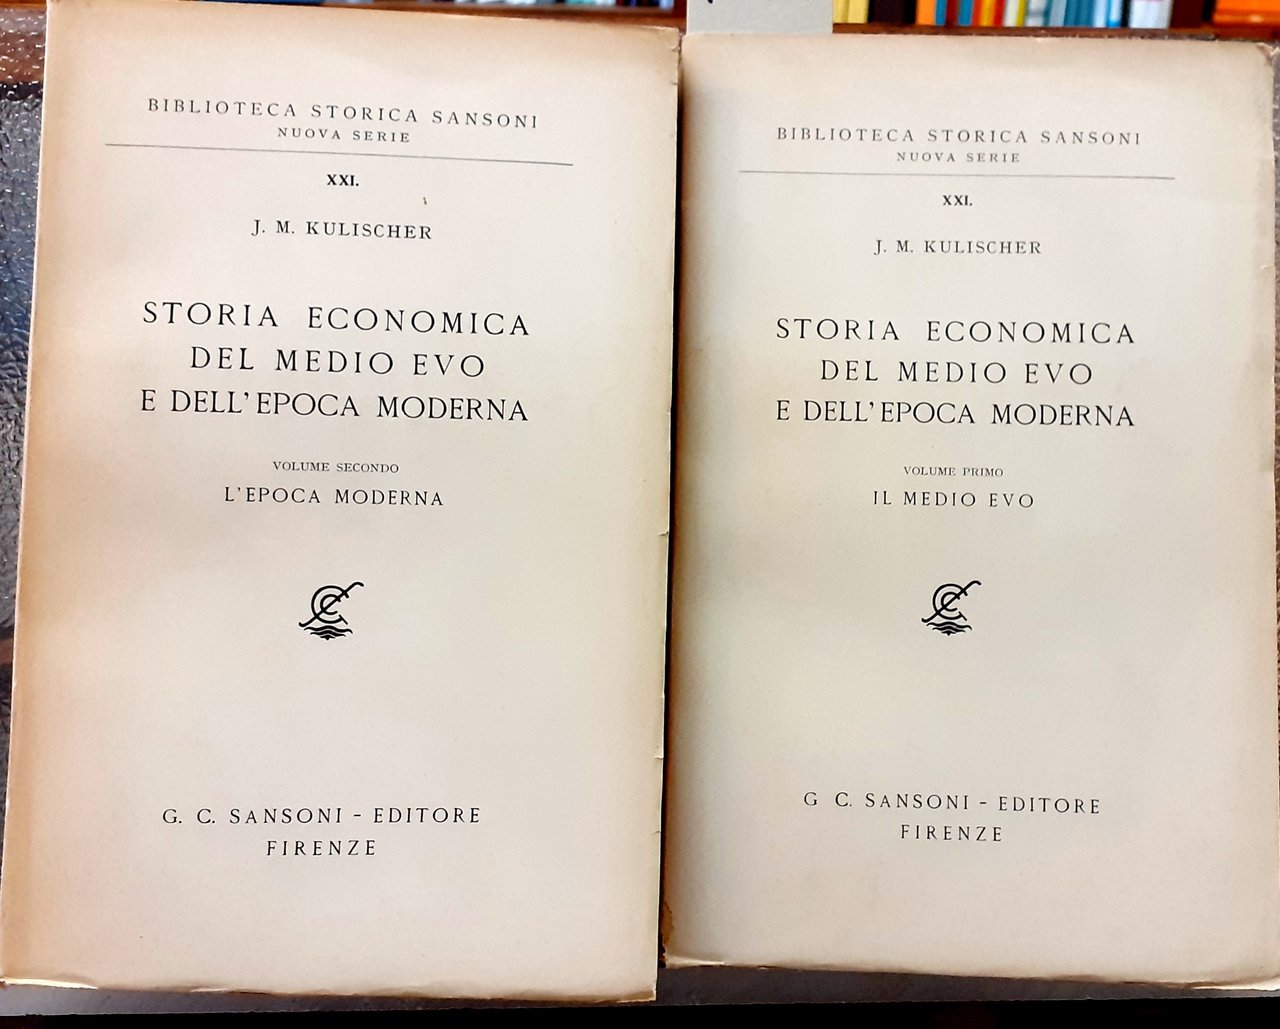 BIBLIOTECA STORICA SANSONI
NUOVA SERIE
XXI.
J. M. KULISCHER
STORIA ECONOMICA
DEL MEDIO EVO
E DELL'EPOCA MODERNA
VOLUME SECONDO
L'EPOCA MODERNA
G. C. SANSONI - EDITORE
FIRENZE
BIBLIOTECA STORICA SANSONI
NUOVA SERIE
XXI.
J. M. KULISCHER
STORIA ECONOMICA
DEL MEDIO EVO
E DELL'EPOCA MODERNA
VOLUME PRIMO
IL MEDIO EVO
G C. SANSONI - EDITORE
FIRENZE